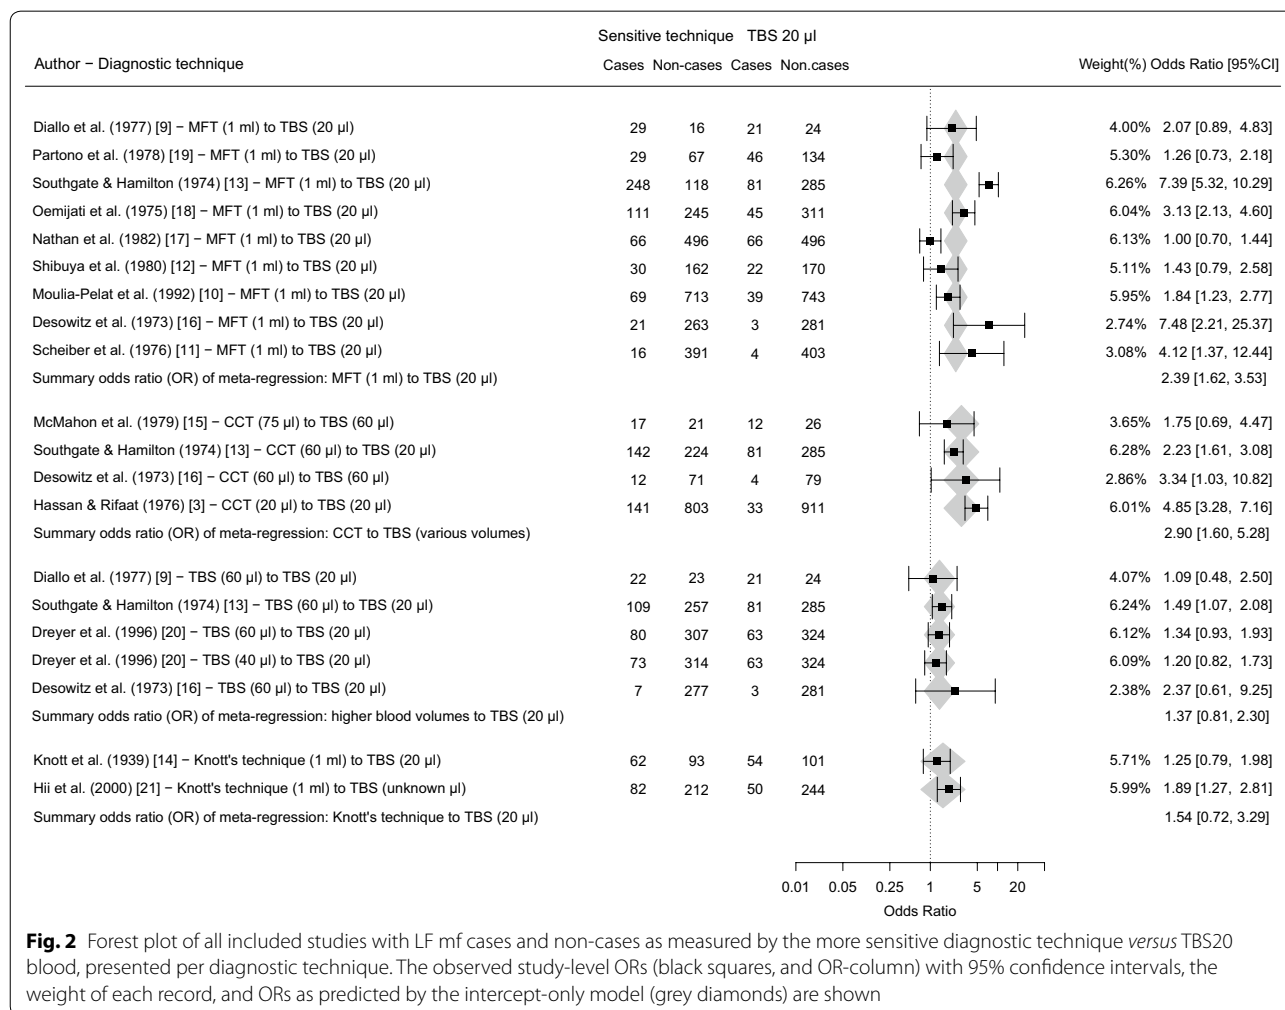 Sensitive technique TBS 20 µl
Author − Diagnostic technique Cases Non-cases Cases Non.cases Weight(%) Odds Ratio [95%CI]
Diallo et al. (1977) [9] − MFT (1 ml) to TBS (20 µl) 29 16 21 24 4.00% 2.07 [0.89, 4.83]
Partono et al. (1978) [19] − MFT (1 ml) to TBS (20 µl) 29 67 46 134 5.30% 1.26 [0.73, 2.18]
Southgate & Hamilton (1974) [13] − MFT (1 ml) to TBS (20 µl) 248 118 81 285 6.26% 7.39 [5.32, 10.29]
Oemijati et al. (1975) [18] − MFT (1 ml) to TBS (20 µl) 111 245 45 311 6.04% 3.13 [2.13, 4.60]
Nathan et al. (1982) [17] − MFT (1 ml) to TBS (20 µl) 66 496 66 496 6.13% 1.00 [0.70, 1.44]
Shibuya et al. (1980) [12] − MFT (1 ml) to TBS (20 µl) 30 162 22 170 5.11% 1.43 [0.79, 2.58]
Moulia-Pelat et al. (1992) [10] − MFT (1 ml) to TBS (20 µl) 69 713 39 743 5.95% 1.84 [1.23, 2.77]
Desowitz et al. (1973) [16] − MFT (1 ml) to TBS (20 µl) 21 263 3 281 2.74% 7.48 [2.21, 25.37]
Scheiber et al. (1976) [11] − MFT (1 ml) to TBS (20 µl) 16 391 4 403 3.08% 4.12 [1.37, 12.44]
Summary odds ratio (OR) of meta-regression: MFT (1 ml) to TBS (20 µl) 2.39 [1.62, 3.53]
McMahon et al. (1979) [15] − CCT (75 µl) to TBS (60 µl) 17 21 12 26 3.65% 1.75 [0.69, 4.47]
Southgate & Hamilton (1974) [13] − CCT (60 µl) to TBS (20 µl) 142 224 81 285 6.28% 2.23 [1.61, 3.08]
Desowitz et al. (1973) [16] − CCT (60 µl) to TBS (60 µl) 12 71 4 79 2.86% 3.34 [1.03, 10.82]
Hassan & Rifaat (1976) [3] − CCT (20 µl) to TBS (20 µl) 141 803 33 911 6.01% 4.85 [3.28, 7.16]
Summary odds ratio (OR) of meta-regression: CCT to TBS (various volumes) 2.90 [1.60, 5.28]
Diallo et al. (1977) [9] − TBS (60 µl) to TBS (20 µl) 22 23 21 24 4.07% 1.09 [0.48, 2.50]
Southgate & Hamilton (1974) [13] − TBS (60 µl) to TBS (20 µl) 109 257 81 285 6.24% 1.49 [1.07, 2.08]
Dreyer et al. (1996) [20] − TBS (60 µl) to TBS (20 µl) 80 307 63 324 6.12% 1.34 [0.93, 1.93]
Dreyer et al. (1996) [20] − TBS (40 µl) to TBS (20 µl) 73 314 63 324 6.09% 1.20 [0.82, 1.73]
Desowitz et al. (1973) [16] − TBS (60 µl) to TBS (20 µl) 7 277 3 281 2.38% 2.37 [0.61, 9.25]
Summary odds ratio (OR) of meta-regression: higher blood volumes to TBS (20 µl) 1.37 [0.81, 2.30]
Knott et al. (1939) [14] − Knott's technique (1 ml) to TBS (20 µl) 62 93 54 101 5.71% 1.25 [0.79, 1.98]
Hii et al. (2000) [21] − Knott's technique (1 ml) to TBS (unknown µl) 82 212 50 244 5.99% 1.89 [1.27, 2.81]
Summary odds ratio (OR) of meta-regression: Knott's technique to TBS (20 µl) 1.54 [0.72, 3.29]
0.01 0.05 0.25 1 5 20
Odds Ratio
Fig. 2 Forest plot of all included studies with LF mf cases and non-cases as measured by the more sensitive diagnostic technique versus TBS20
blood, presented per diagnostic technique. The observed study-level ORs (black squares, and OR-column) with 95% confidence intervals, the
weight of each record, and ORs as predicted by the intercept-only model (grey diamonds) are shown